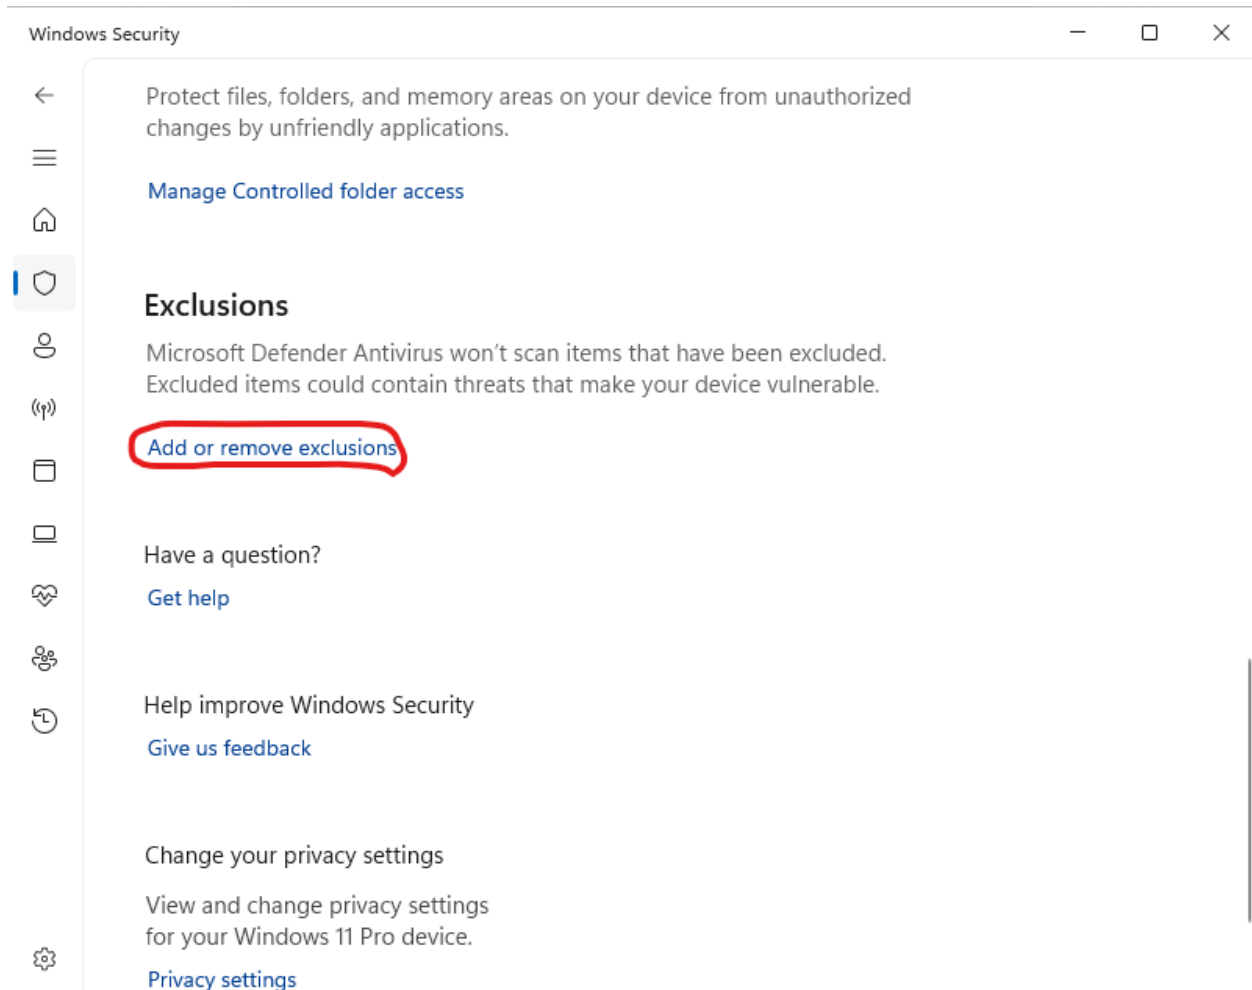 Windows Security
Protect files, folders, and memory areas on your device from unauthorized
changes by unfriendly applications.
Manage Controlled folder access
Exclusions
Microsoft Defender Antivirus won’t scan items that have been excluded.
Excluded items could contain threats that make your device vulnerable.
Add or remove exclusions
Have a question?
Get help
Help improve Windows Security
Give us feedback
Change your privacy settings
View and change privacy settings
for your Windows 11 Pro device.
Privacy settings